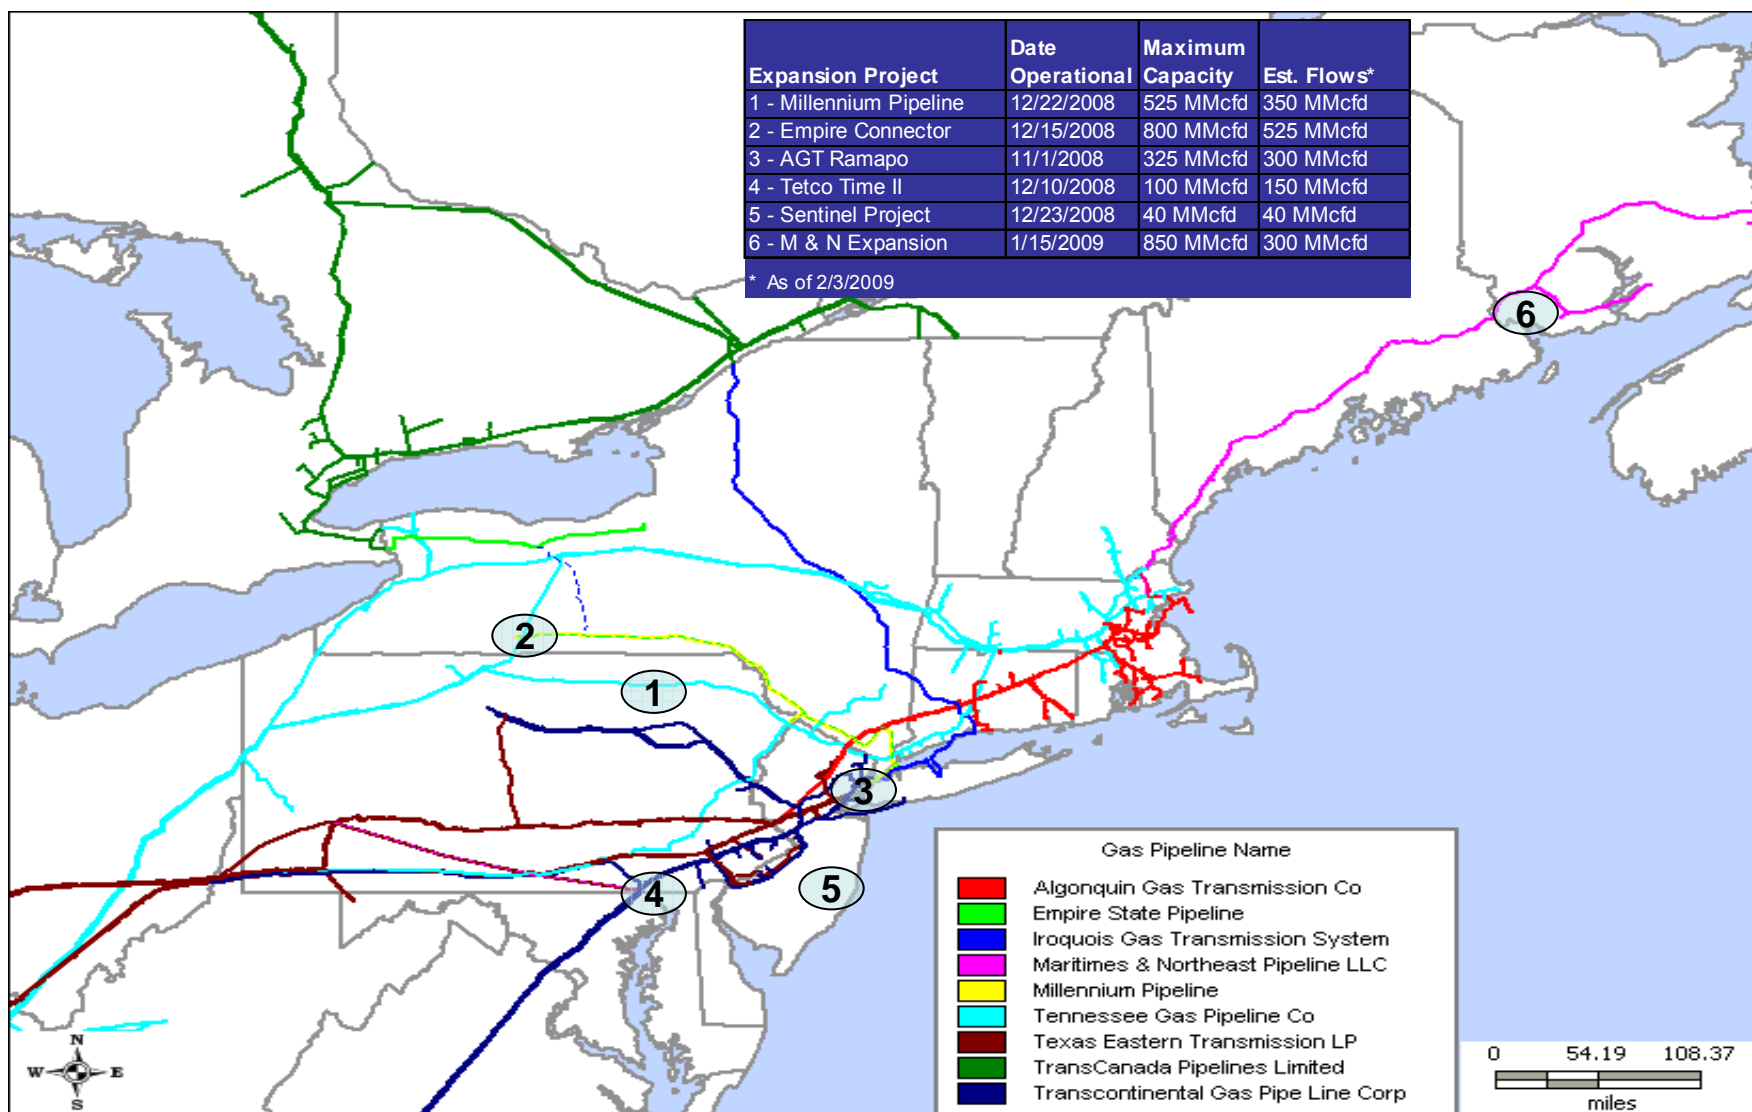 Expansion Project Date Operational Maximum Capacity Est. Flows*
1 - Millennium Pipeline 12/22/2008 525 MMcfd 350 MMcfd
2 - Empire Connector 12/15/2008 800 MMcfd 525 MMcfd
3 - AGT Ramapo 11/1/2008 325 MMcfd 300 MMcfd
4 - Tetco Time II 12/10/2008 100 MMcfd 150 MMcfd
5 - Sentinel Project 12/23/2008 40 MMcfd 40 MMcfd
6 - M & N Expansion 1/15/2009 850 MMcfd 300 MMcfd
* As of 2/3/2009
6
2
1
3
4
5
Gas Pipeline Name
Algonquin Gas Transmission Co
Empire State Pipeline
Iroquois Gas Transmission System
Maritimes & Northeast Pipeline LLC
Millennium Pipeline
Tennessee Gas Pipeline Co
Texas Eastern Transmission LP
TransCanada Pipelines Limited
Transcontinental Gas Pipe Line Corp
N
W E
S
0 54.19 108.37
miles